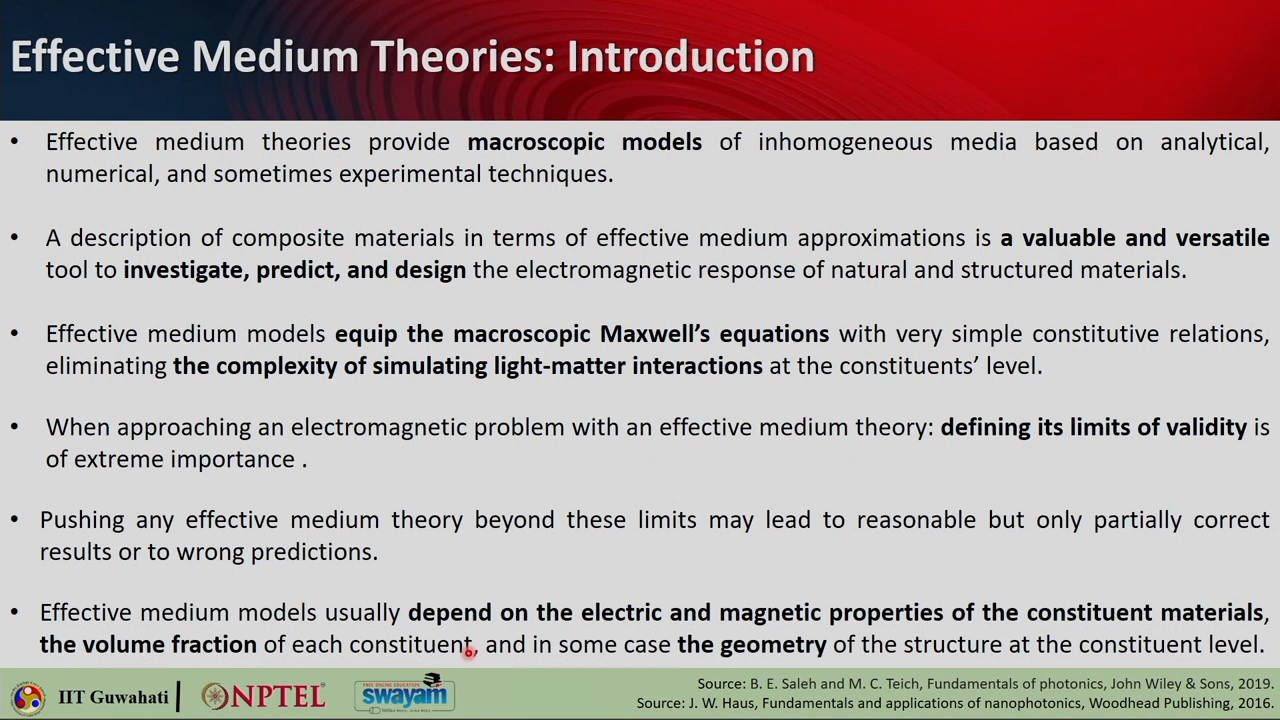 Effective Medium Theories: Introduction
• Effective medium theories provide macroscopic models of inhomogeneous media based on analytical,
numerical, and sometimes experimental techniques.
• A description of composite materials in terms of effective medium approximations is a valuable and versatile
tool to investigate, predict, and design the electromagnetic response of natural and structured materials.
• Effective medium models equip the macroscopic Maxwell's equations with very simple constitutive relations,
eliminating the complexity of simulating light-matter interactions at the constituents' level.
• When approaching an electromagnetic problem with an effective medium theory: defining its limits of validity is
of extreme importance .
• Pushing any effective medium theory beyond these limits may lead to reasonable but only partially correct
results or to wrong predictions.
• Effective medium models usually depend on the electric and magnetic properties of the constituent materials,
the volume fraction of each constituent, and in some case the geometry of the structure at the constituent level.
IIT Guwahati
NPTEL
FREE ONLINE EDUCATION
swayam
Source: B. E. Saleh and M. C. Teich, Fundamentals of photonics, John Wiley & Sons, 2019.
Source: J. W. Haus, Fundamentals and applications of nanophotonics, Woodhead Publishing, 2016.